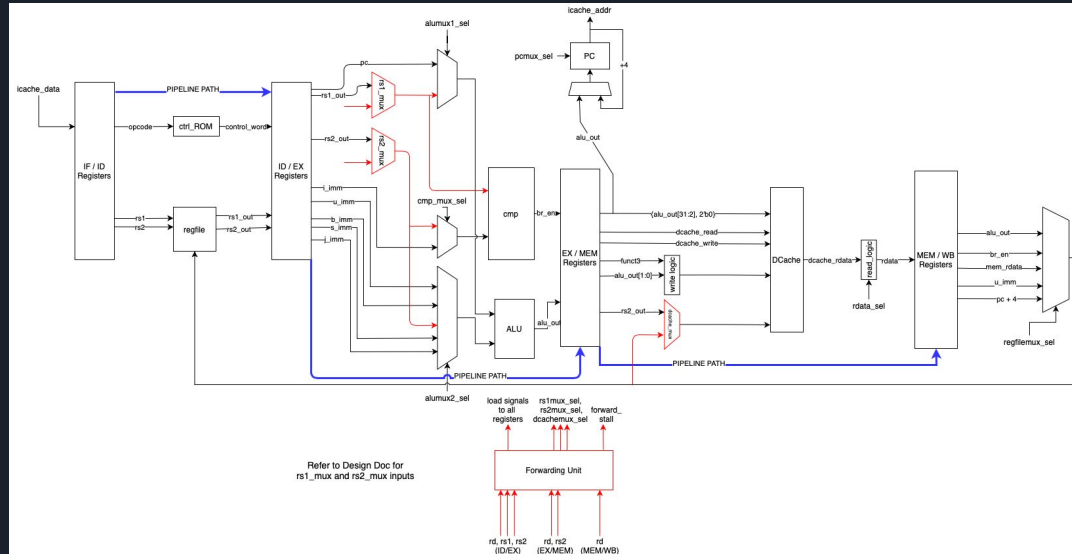 icache_addr
alumux1_sel
pcmux_sel
PC
+4
icache_data
PIPELINE PATH
pc
rs1_out
rs1_mux
opcode
ctrl_ROM
control_word
rs2_out
rs2_mux
alu_out
IF / ID
Registers
ID / EX
Registers
i_imm
u_imm
b_imm
s_imm
j_imm
cmp_mux_sel
cmp
br_en
rs1
rs2
regfile
rs1_out
rs2_out
EX / MEM
Registers
{alu_out[31:2], 2'b0}
dcache_read
dcache_write
funct3
alu_out[1:0]
write logic
rs2_out
dcache_mux
DCache
dcache_rdata
read_logic
rdata
rdata_sel
MEM / WB
Registers
alu_out
br_en
mem_rdata
u_imm
pc + 4
regfilemux_sel
ALU
alu_out
PIPELINE PATH
PIPELINE PATH
alumux2_sel
load signals
to all
registers
rs1mux_sel,
rs2mux_sel,
dcachemux_sel
forward_
stall
Forwarding Unit
Refer to Design Doc for
rs1_mux and rs2_mux inputs
rd, rs1, rs2
(ID/EX)
rd, rs2
(EX/MEM)
rd
(MEM/WB)